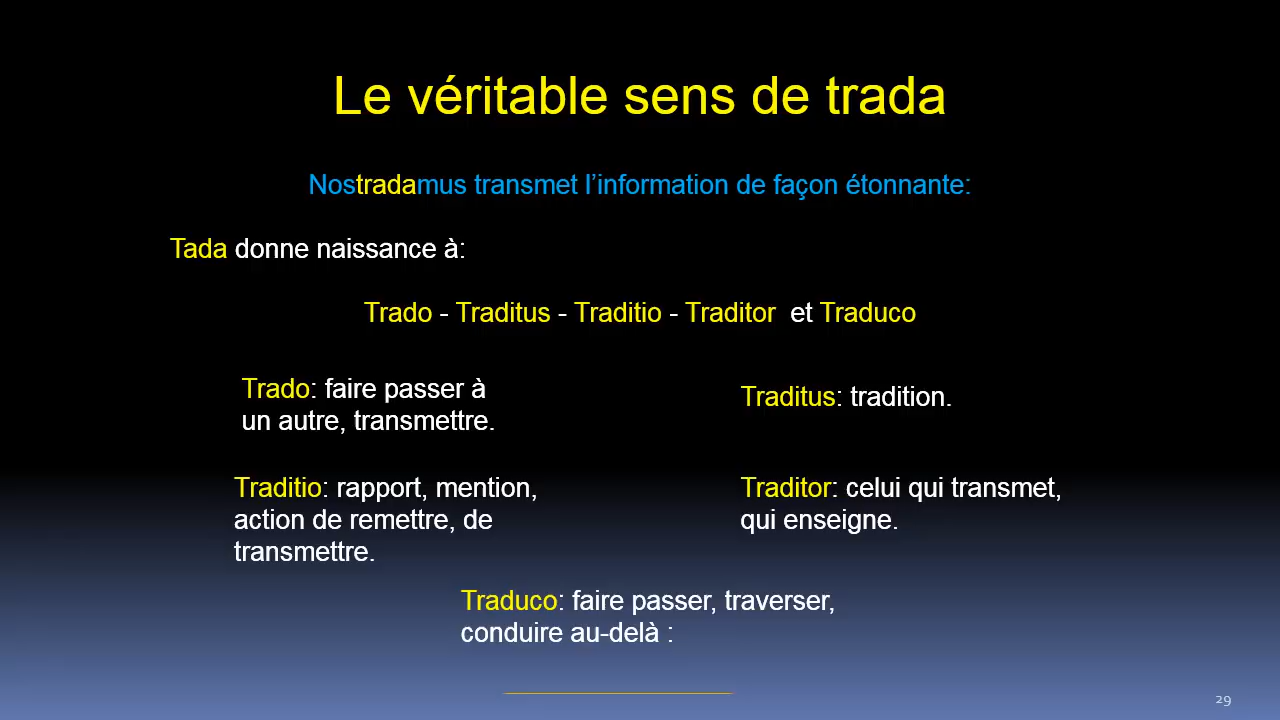 Le véritable sens de trada
Nostradamus transmet l’information de façon étonnante:
Tada donne naissance à:
Trado - Traditus - Traditio - Traditor et Traduco
Trado: faire passer à
un autre, transmettre.
Traditus: tradition.
Traditio: rapport, mention,
action de remettre, de
transmettre.
Traditor: celui qui transmet,
qui enseigne.
Traduco: faire passer, traverser,
conduire au-delà :
29